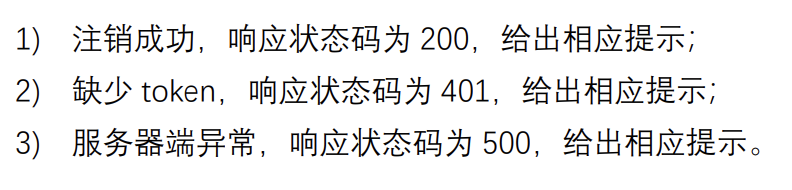 1) 注销成功，响应状态码为 200，给出相应提示；
2) 缺少 token，响应状态码为 401，给出相应提示；
3) 服务器端异常，响应状态码为 500，给出相应提示。